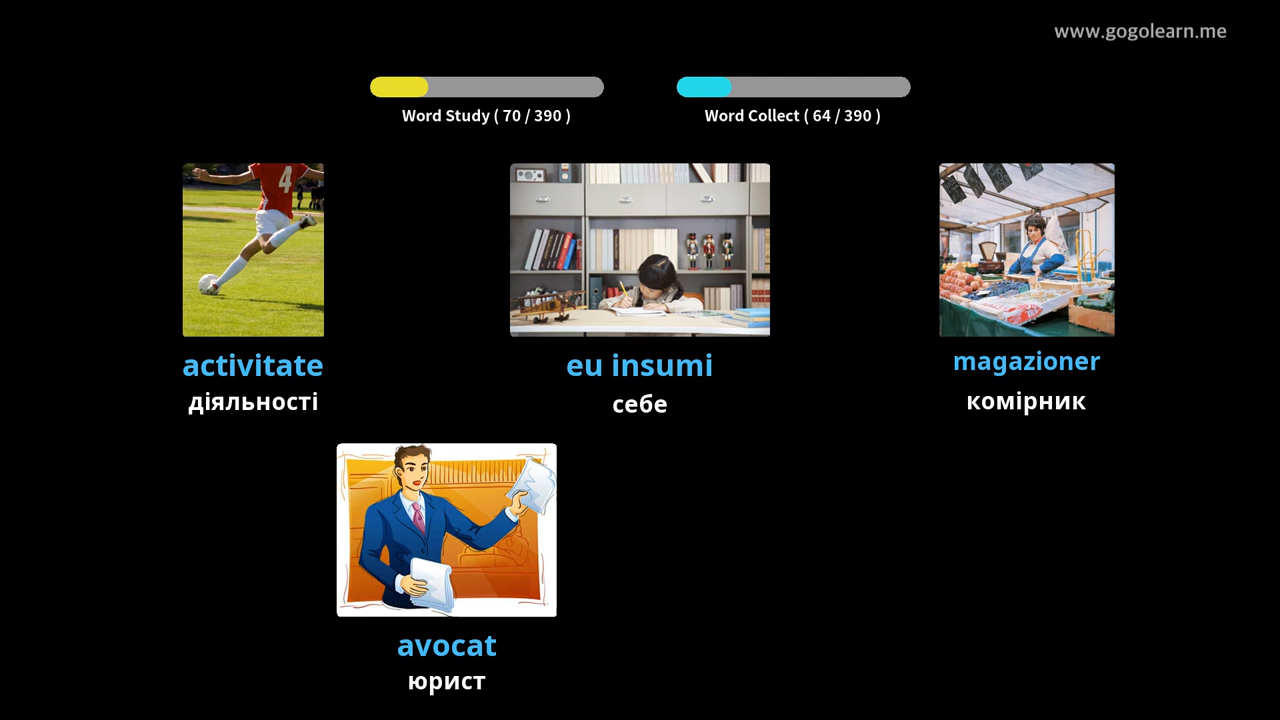 www.gogolearn.me
Word Study ( 70 / 390 )
Word Collect ( 64 / 390 )
4
activitate
діяльності
eu insumi
себе
magazioner
комірник
avocat
юрист